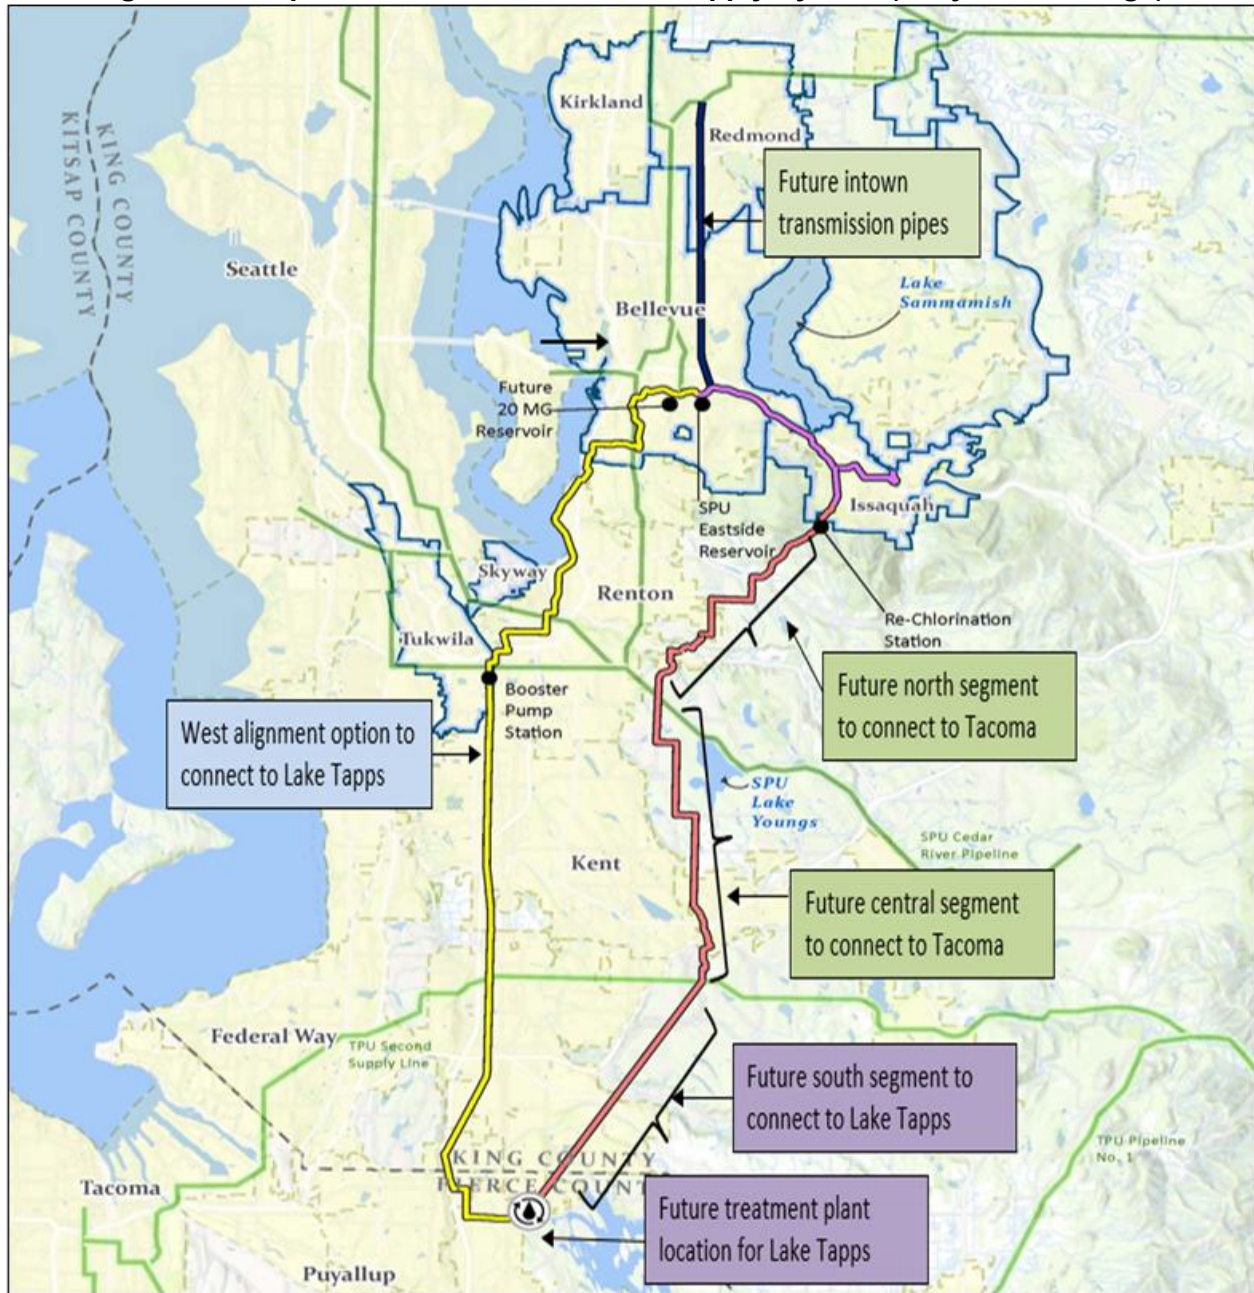 Kirkland
Redmond
KING COUNTY
KITSAP COUNTY
Future intown
transmission pipes
Seattle
Lake
Sammamish
Bellevue
Future
20 MG
Reservoir
SPU
Eastside
Reservoir
Issaquah
Skyway
Renton
Tukwila
Re-Chlorination
Station
Booster
Pump
Station
Future north segment
to connect to Tacoma
West alignment option to
connect to Lake Tapps
SPU
Lake
Youngs
SPU Cedar
River Pipeline
Kent
Future central segment
to connect to Tacoma
Federal Way
TPU Second
Supply Line
Future south segment to
connect to Lake Tapps
TPU Pipeline
No. 1
KING COUNTY
PIERCE COUNT
Tacoma
Future treatment plant
location for Lake Tapps
Puyallup